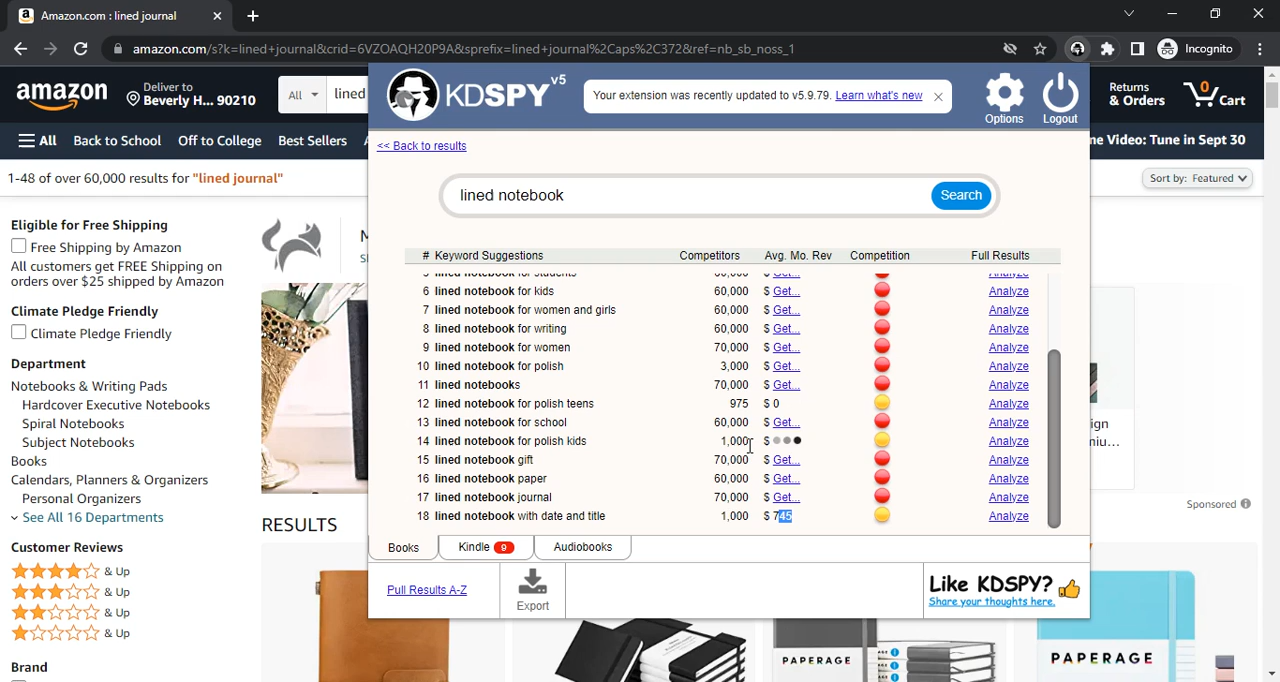 Amazon.com : lined journal
amazon.com/s?k=lined+journal&crid=6VZOAQH20P9A&sprefix=lined+journal%2Caps%2C372&ref=nb_sb_noss_1
Incognito
amazon
Deliver to
Beverly H... 90210
All
lined
Returns
& Orders
0
Cart
All
Back to School
Off to College
Best Sellers
ne Video: Tune in Sept 30
KDSPY v5
Your extension was recently updated to v5.9.79. Learn what's new
Options
Logout
1-48 of over 60,000 results for "lined journal"
Sort by: Featured
<< Back to results
lined notebook
Search
# Keyword Suggestions Competitors Avg. Mo. Rev Competition Full Results
5 lined notebook for students 60,000 $ Get... Analyze
6 lined notebook for kids 60,000 $ Get... Analyze
7 lined notebook for women and girls 60,000 $ Get... Analyze
8 lined notebook for writing 60,000 $ Get... Analyze
9 lined notebook for women 70,000 $ Get... Analyze
10 lined notebook for polish 3,000 $ Get... Analyze
11 lined notebooks 70,000 $ Get... Analyze
12 lined notebook for polish teens 975 $ 0 Analyze
13 lined notebook for school 60,000 $ Get... Analyze
14 lined notebook for polish kids 1,000 $ Analyze
15 lined notebook gift 70,000 $ Get... Analyze
16 lined notebook paper 60,000 $ Get... Analyze
17 lined notebook journal 70,000 $ Get... Analyze
18 lined notebook with date and title 1,000 $ 745 Analyze
Books
Kindle 9
Audiobooks
Pull Results A-Z
Export
Like KDSPY?
Share your thoughts here.
Eligible for Free Shipping
Free Shipping by Amazon
All customers get FREE Shipping on
orders over $25 shipped by Amazon
Climate Pledge Friendly
Climate Pledge Friendly
Department
Notebooks & Writing Pads
Hardcover Executive Notebooks
Spiral Notebooks
Subject Notebooks
Books
Calendars, Planners & Organizers
Personal Organizers
See All 16 Departments
Customer Reviews
& Up
& Up
& Up
& Up
Brand
RESULTS
ign
niu...
Sponsored
PAPERAGE
PAPERAGE